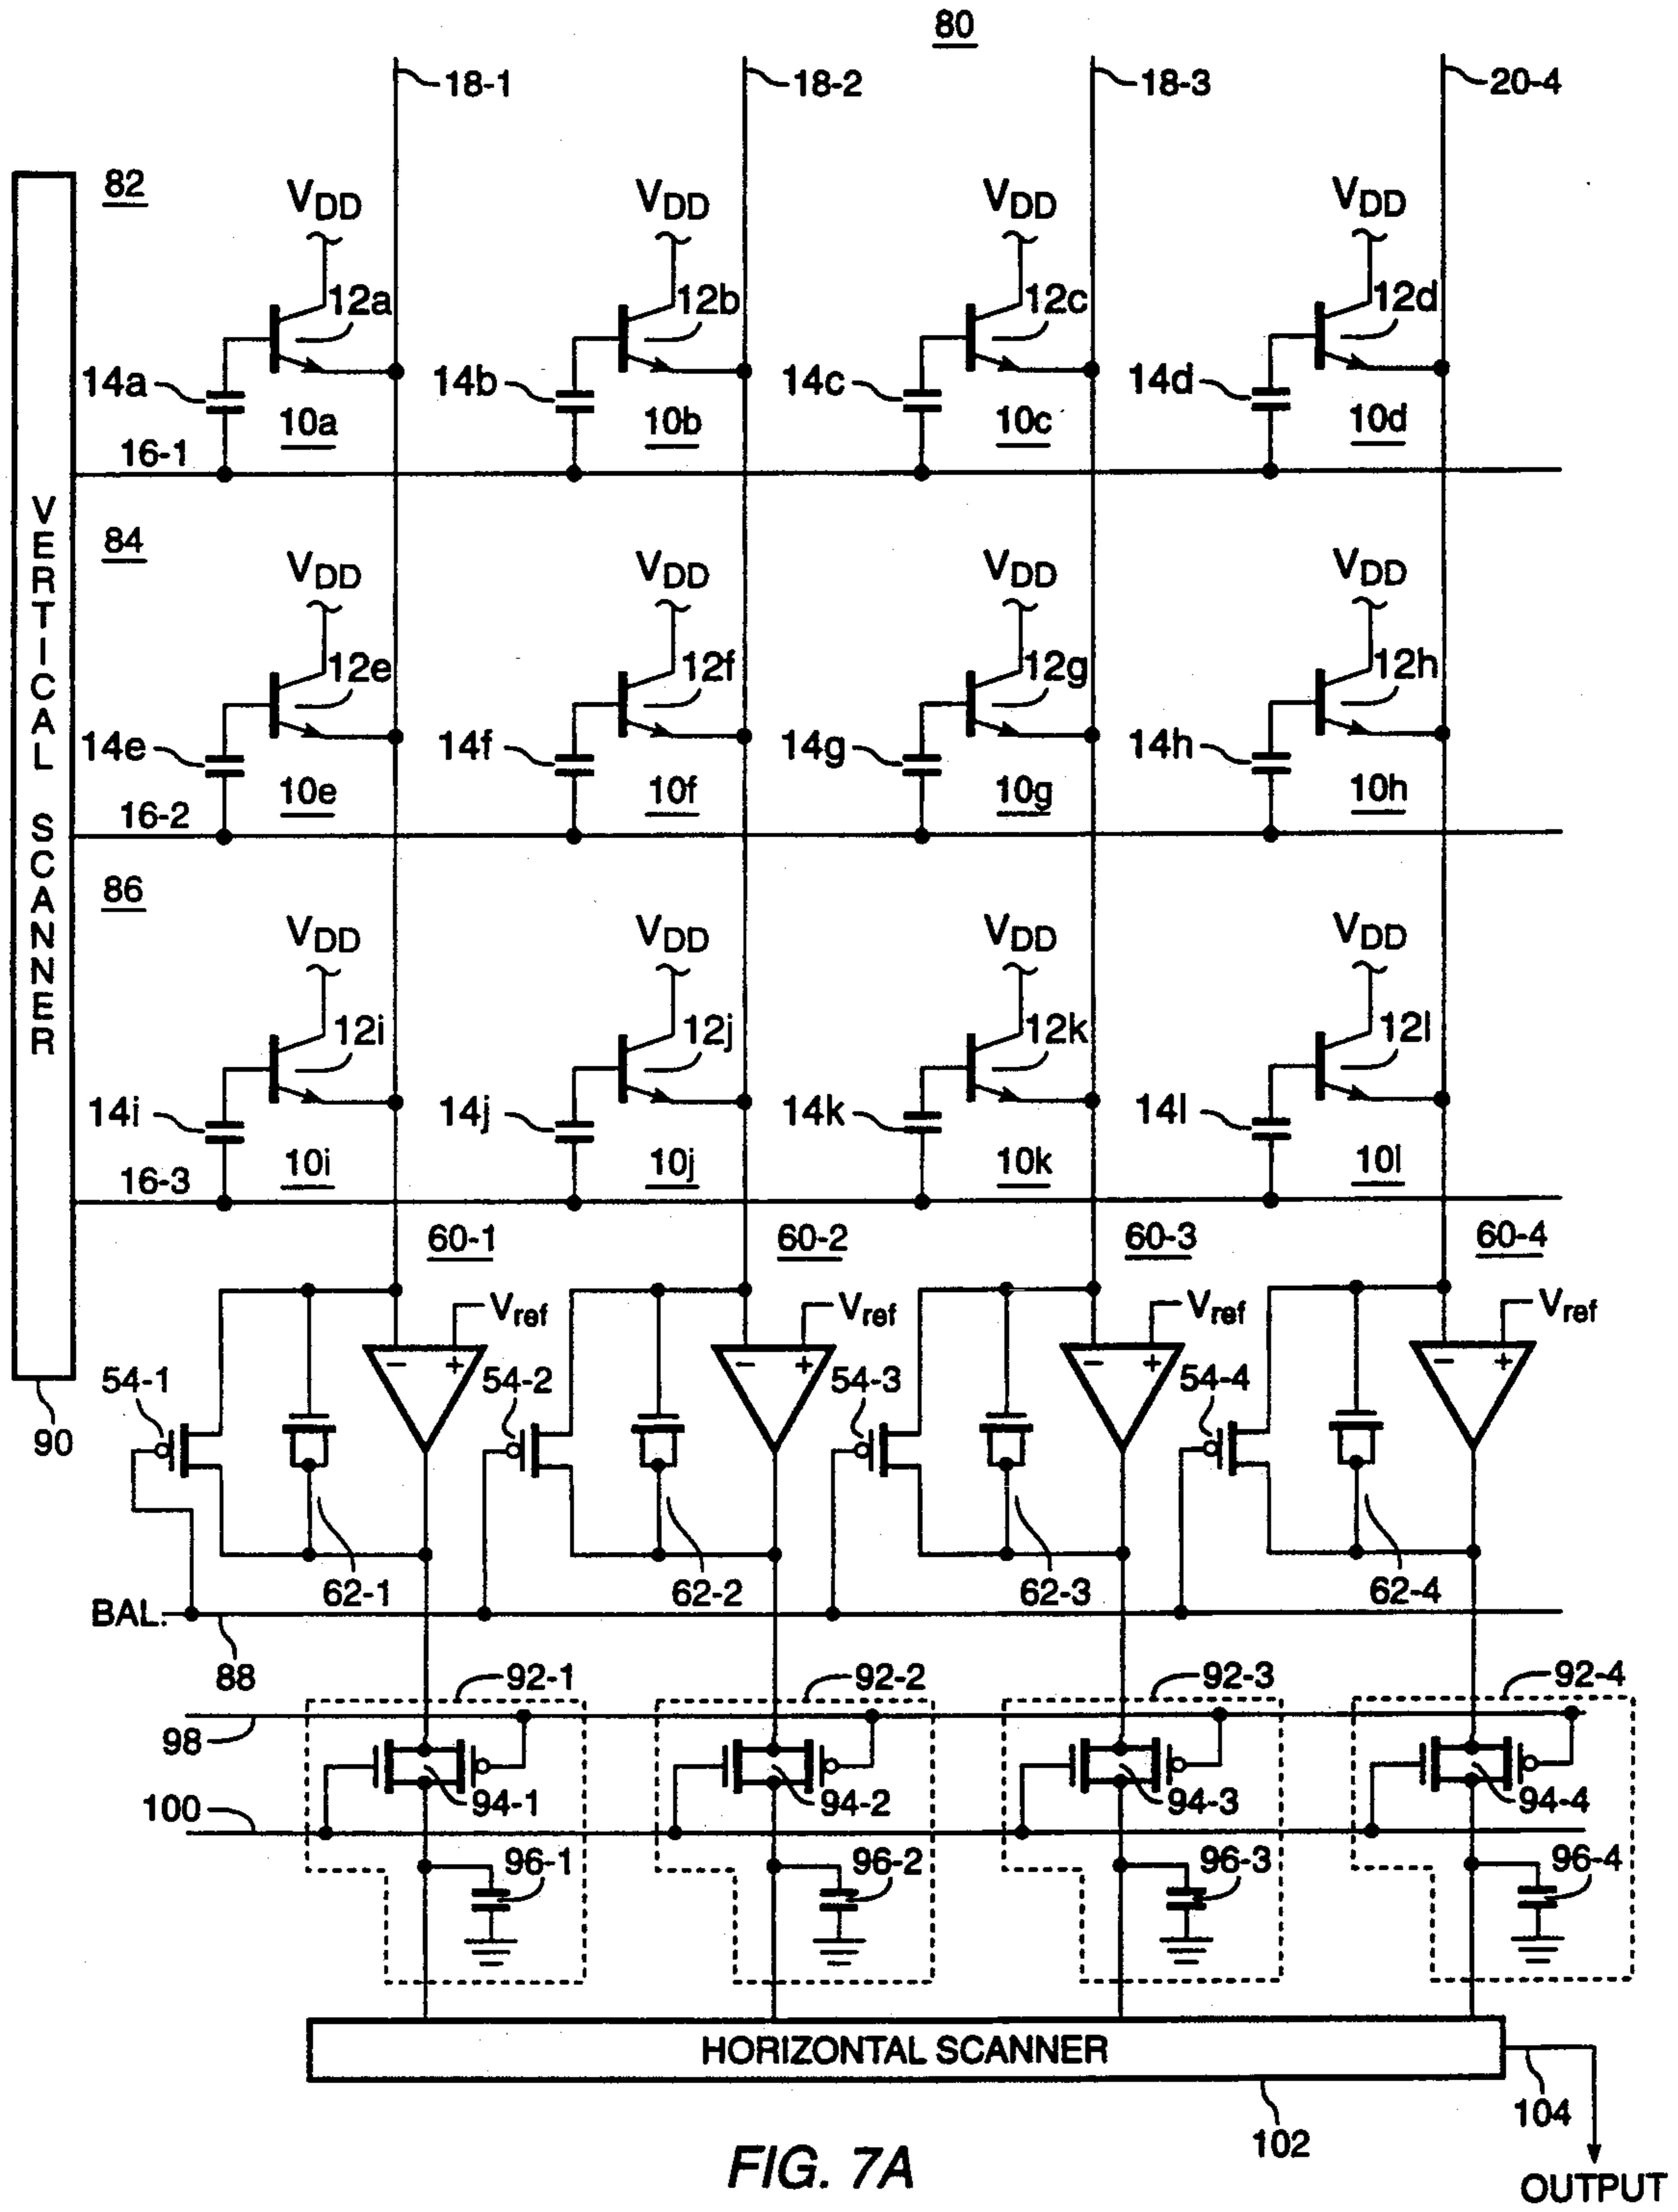 80
18-1 18-2 18-3 20-4
82
VDD VDD VDD VDD
12a 12b 12c 12d
14a 14b 14c 14d
10a 10b 10c 10d
16-1
VERTICAL SCANNER
84
VDD VDD VDD VDD
12e 12f 12g 12h
14e 14f 14g 14h
10e 10f 10g 10h
16-2
86
VDD VDD VDD VDD
12i 12j 12k 12l
14i 14j 14k 14l
10i 10j 10k 10l
16-3
60-1 60-2 60-3 60-4
Vref Vref Vref Vref
- + - + - + - +
54-1 54-2 54-3 54-4
90
62-1 62-2 62-3 62-4
BAL.
88
92-1 92-2 92-3 92-4
98
94-1 94-2 94-3 94-4
100
96-1 96-2 96-3 96-4
HORIZONTAL SCANNER
104
102
FIG. 7A
OUTPUT